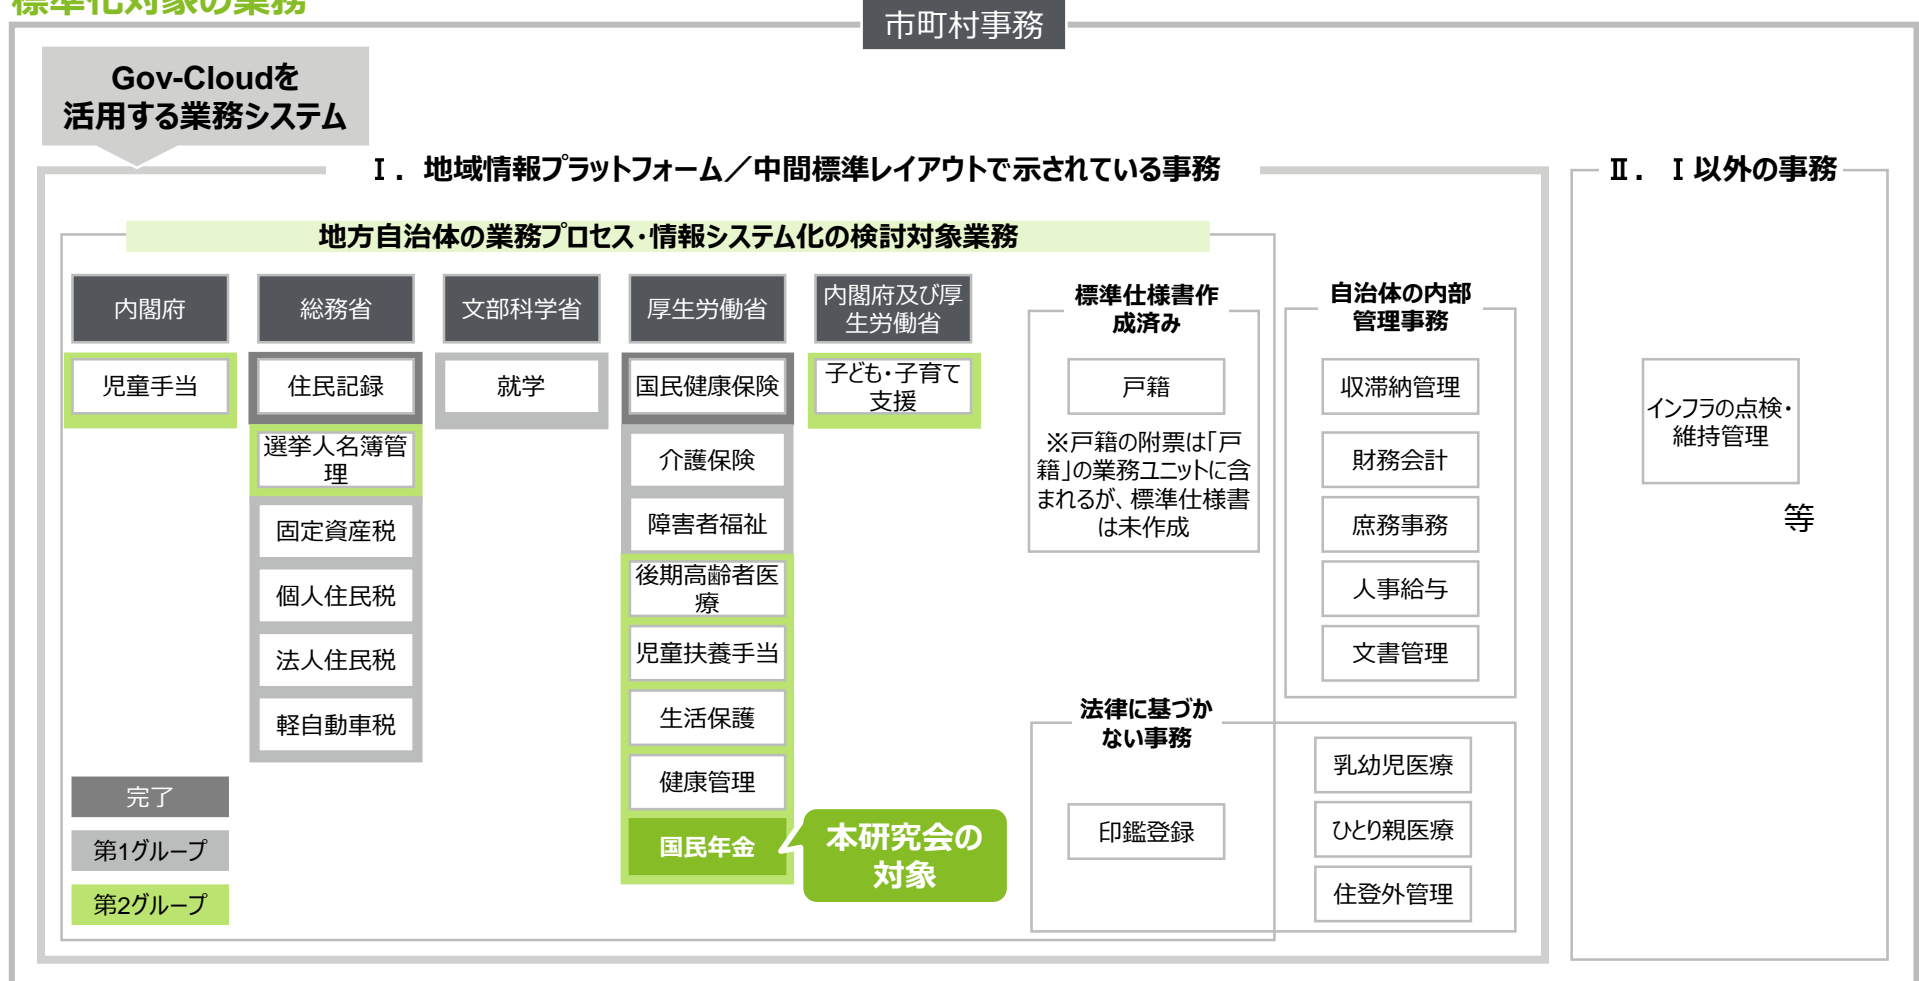 標準化対象の業務
市町村事務
Gov-Cloudを
活用する業務システム
Ⅰ．地域情報プラットフォーム／中間標準レイアウトで示されている事務
Ⅱ．Ⅰ以外の事務
地方自治体の業務プロセス・情報システム化の検討対象業務
内閣府
総務省
文部科学省
厚生労働省
内閣府及び厚
生労働省
児童手当
住民記録
就学
国民健康保険
子ども・子育て
支援
選挙人名簿管
理
固定資産税
個人住民税
法人住民税
軽自動車税
介護保険
障害者福祉
後期高齢者医
療
児童扶養手当
生活保護
健康管理
国民年金
本研究会の
対象
標準仕様書作
成済み
戸籍
※戸籍の附票は「戸
籍」の業務ユニットに含
まれるが、標準仕様書
は未作成
自治体の内部
管理事務
収滞納管理
財務会計
庶務事務
人事給与
文書管理
法律に基づか
ない事務
印鑑登録
乳幼児医療
ひとり親医療
住登外管理
インフラの点検・
維持管理
等
完了
第1グループ
第2グループ